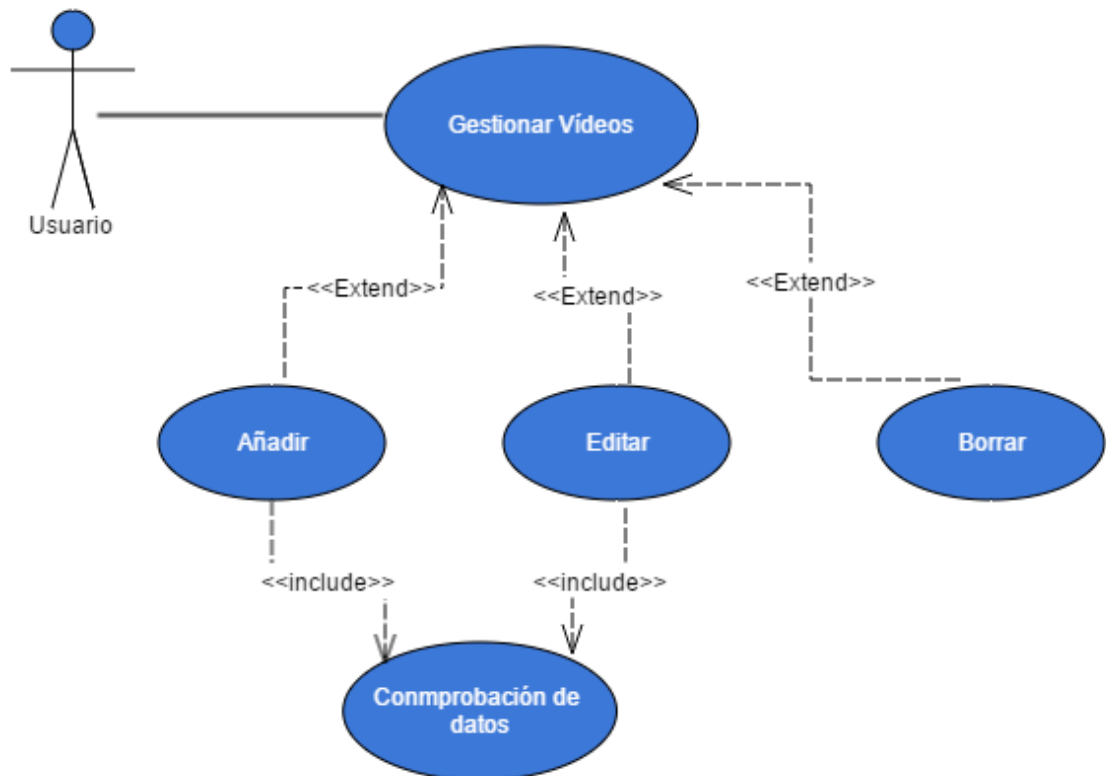 Gestionar Vídeos
Usuario
<<Extend>>
<<Extend>>
<<Extend>>
Añadir
Editar
Borrar
<<include>>
<<include>>
Conmprobación de
datos